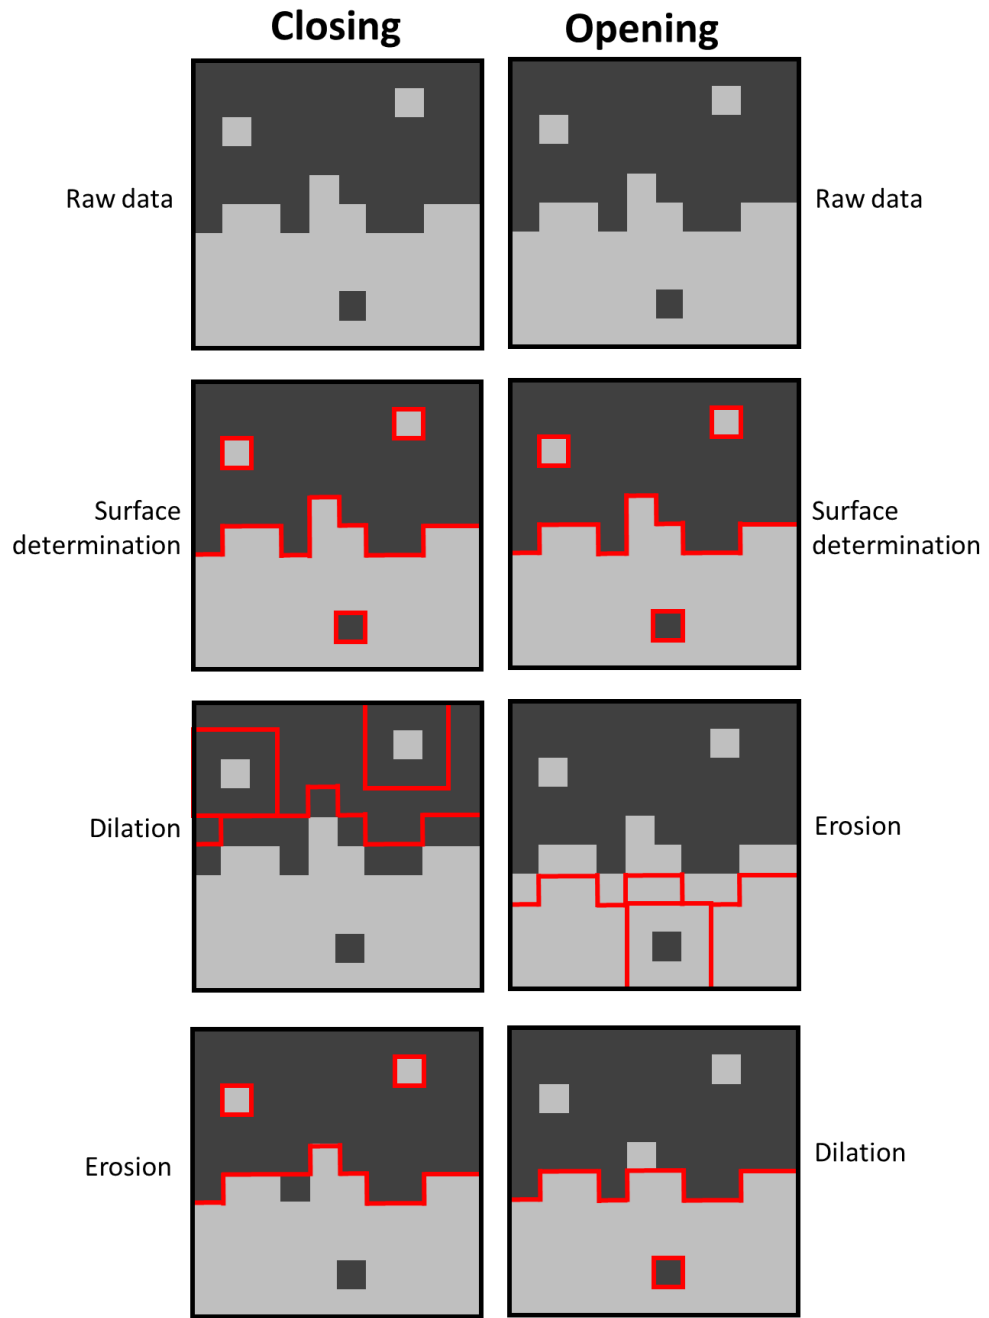 Closing
Opening
Raw data
Raw data
Surface
determination
Surface
determination
Dilation
Erosion
Erosion
Dilation